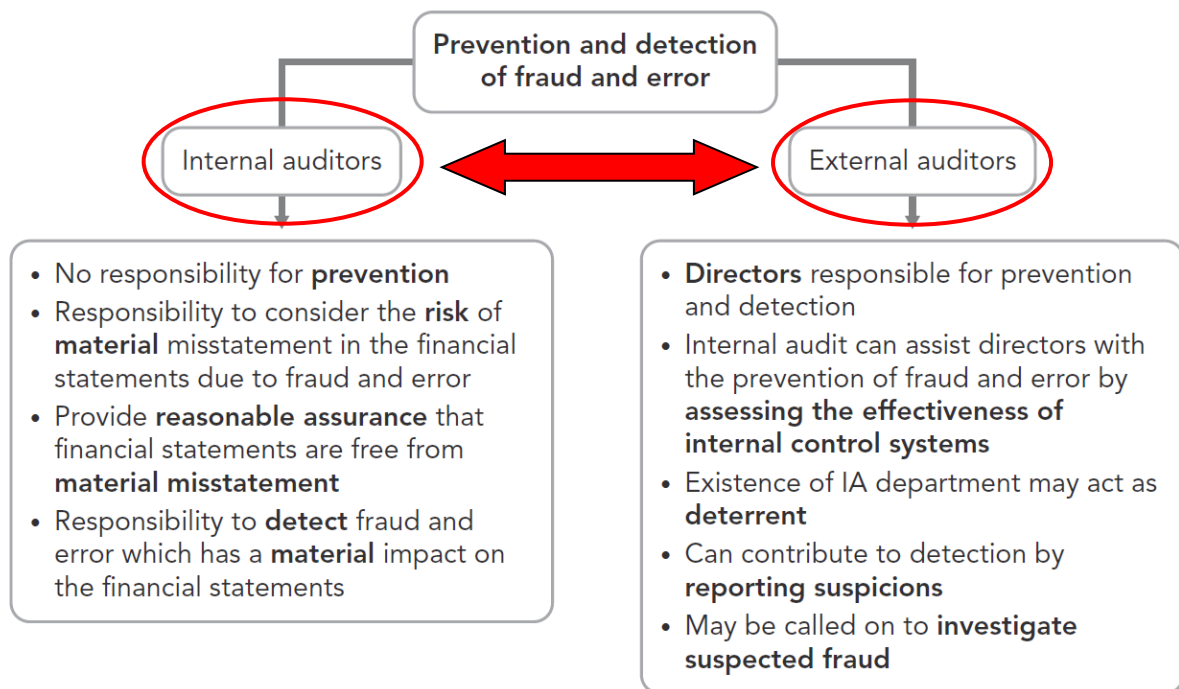 Prevention and detection
of fraud and error
Internal auditors
External auditors
• No responsibility for prevention
• Responsibility to consider the risk of
material misstatement in the financial
statements due to fraud and error
• Provide reasonable assurance that
financial statements are free from
material misstatement
• Responsibility to detect fraud and
error which has a material impact on
the financial statements
• Directors responsible for prevention
and detection
• Internal audit can assist directors with
the prevention of fraud and error by
assessing the effectiveness of
internal control systems
• Existence of IA department may act as
deterrent
• Can contribute to detection by
reporting suspicions
• May be called on to investigate
suspected fraud